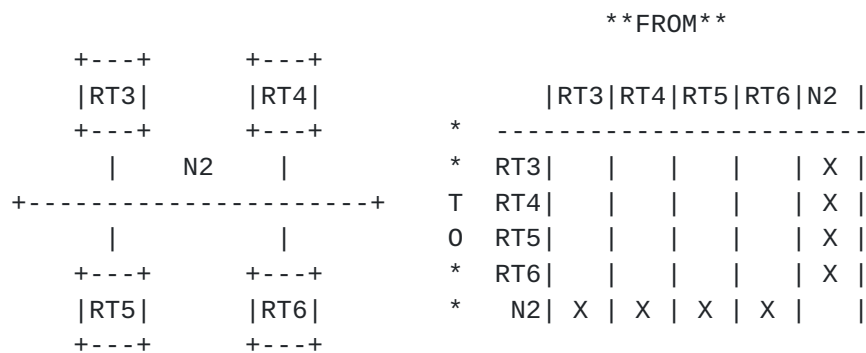 **FROM**
    +---+      +---+
    |RT3|      |RT4|              |RT3|RT4|RT5|RT6|N2 |
    +---+      +---+        *  ------------------------
      |    N2    |          *  RT3|   |   |   |   | X |
+----------------------+    T  RT4|   |   |   |   | X |
      |          |          O  RT5|   |   |   |   | X |
    +---+      +---+        *  RT6|   |   |   |   | X |
    |RT5|      |RT6|        *   N2| X | X | X | X |   |
    +---+      +---+